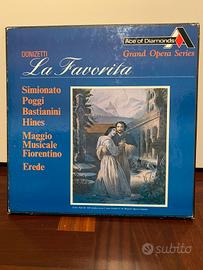 Ace of Diamonds
Grand Opera Series
DONIZETTI
La Favorita
Simionato
Poggi
Bastianini
Hines
Maggio
Musicale
Fiorentino
Erede
subito